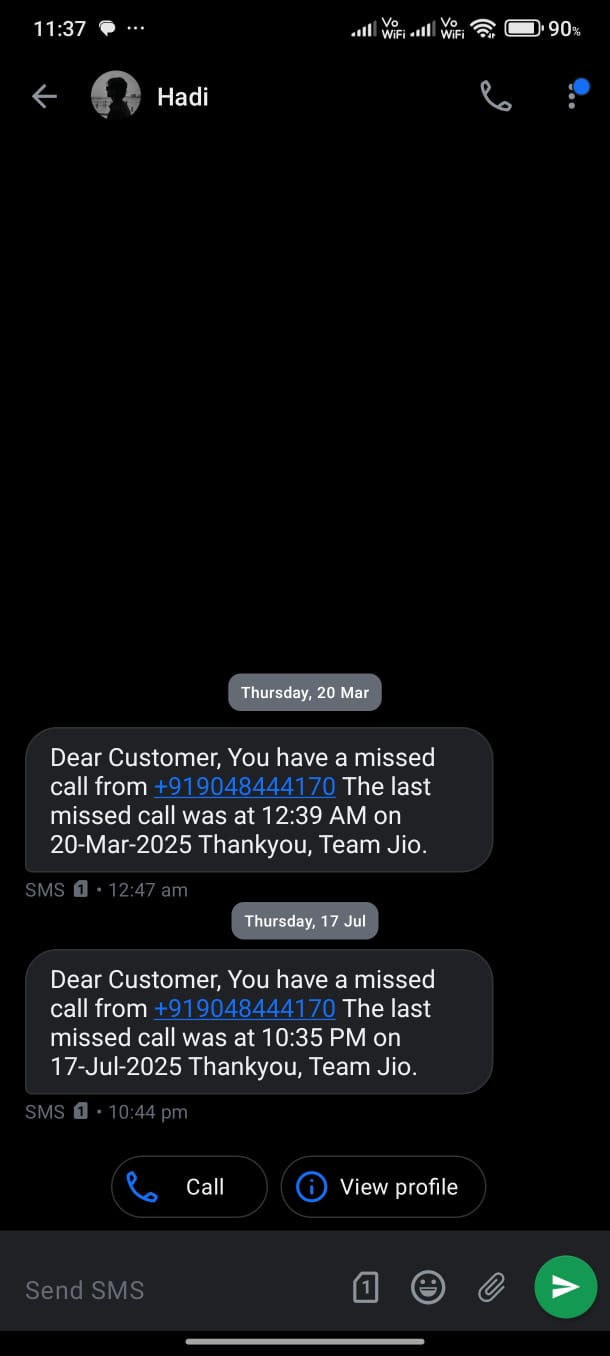 11:37 ... Vo WiFi Vo WiFi 90%
Hadi
Thursday, 20 Mar
Dear Customer, You have a missed
call from +919048444170 The last
missed call was at 12:39 AM on
20-Mar-2025 Thankyou, Team Jio.
SMS 1 • 12:47 am
Thursday, 17 Jul
Dear Customer, You have a missed
call from +919048444170 The last
missed call was at 10:35 PM on
17-Jul-2025 Thankyou, Team Jio.
SMS 1 • 10:44 pm
Call View profile
Send SMS 1